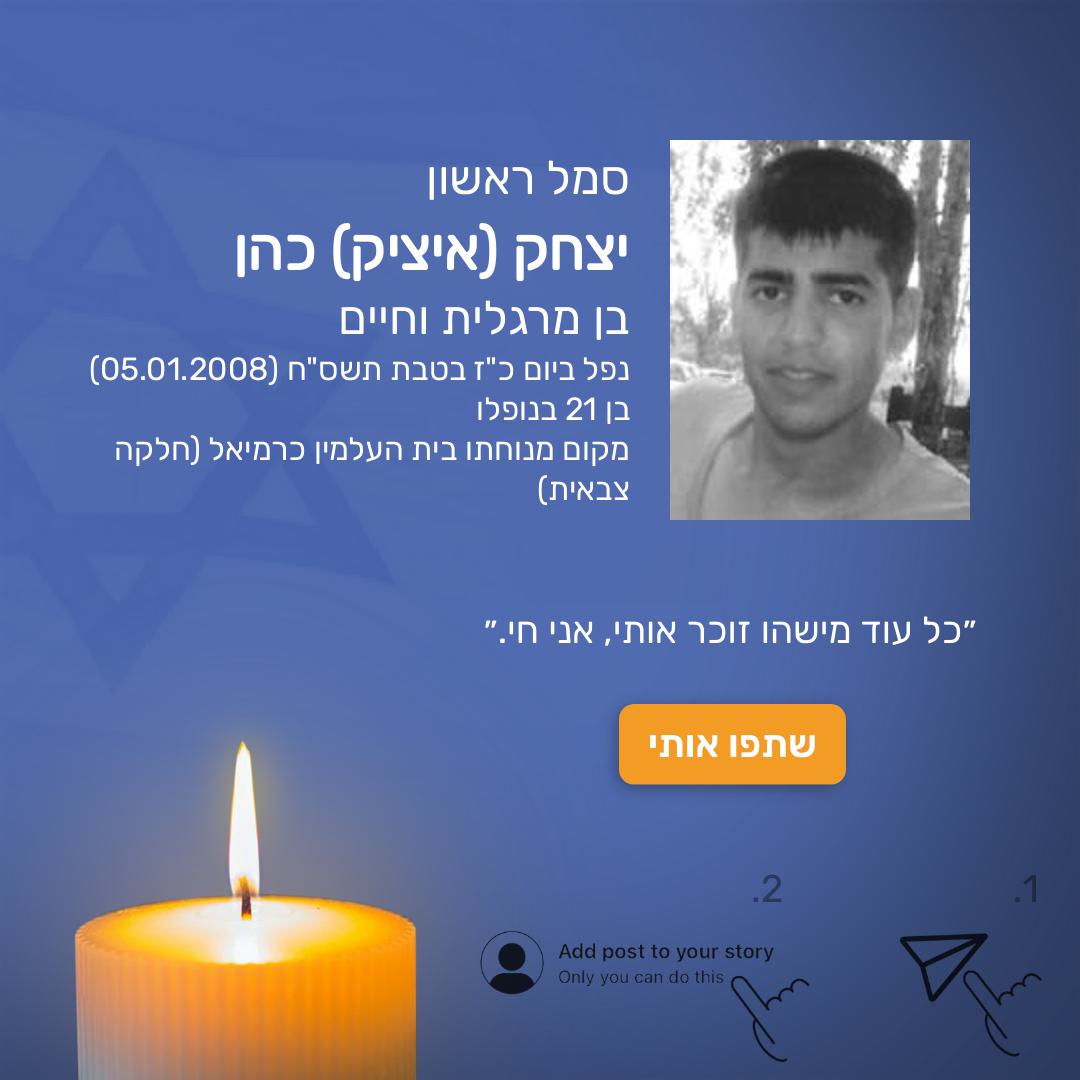 סמל ראשון
יצחק (איציק) כהן
בן מרגלית וחיים
נפל ביום כ"ז בטבת תשס"ח (05.01.2008)
בן 21 בנופלו
מקום מנוחתו בית העלמין כרמיאל (חלקה
צבאית)
״כל עוד מישהו זוכר אותי, אני חי.״
שתפו אותי
1.
2.
Add post to your story
Only you can do this